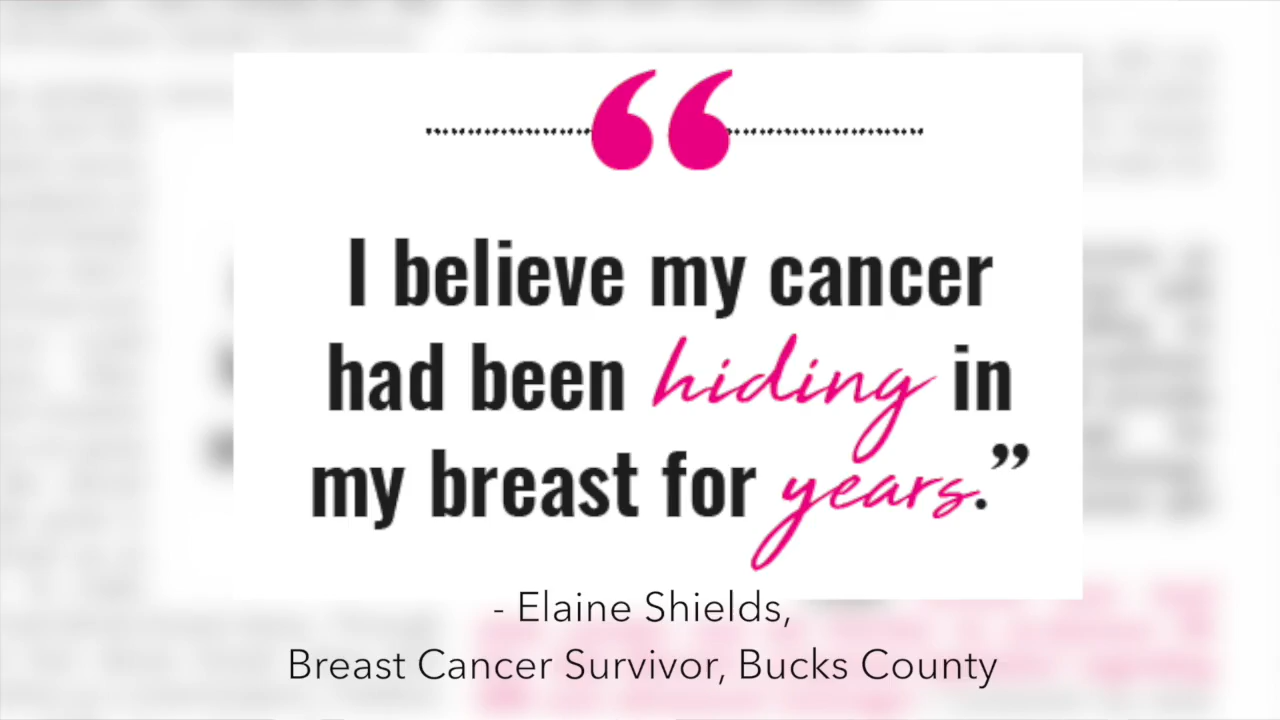 “
I believe my cancer
had been hiding in
my breast for years.”
- Elaine Shields,
Breast Cancer Survivor, Bucks County